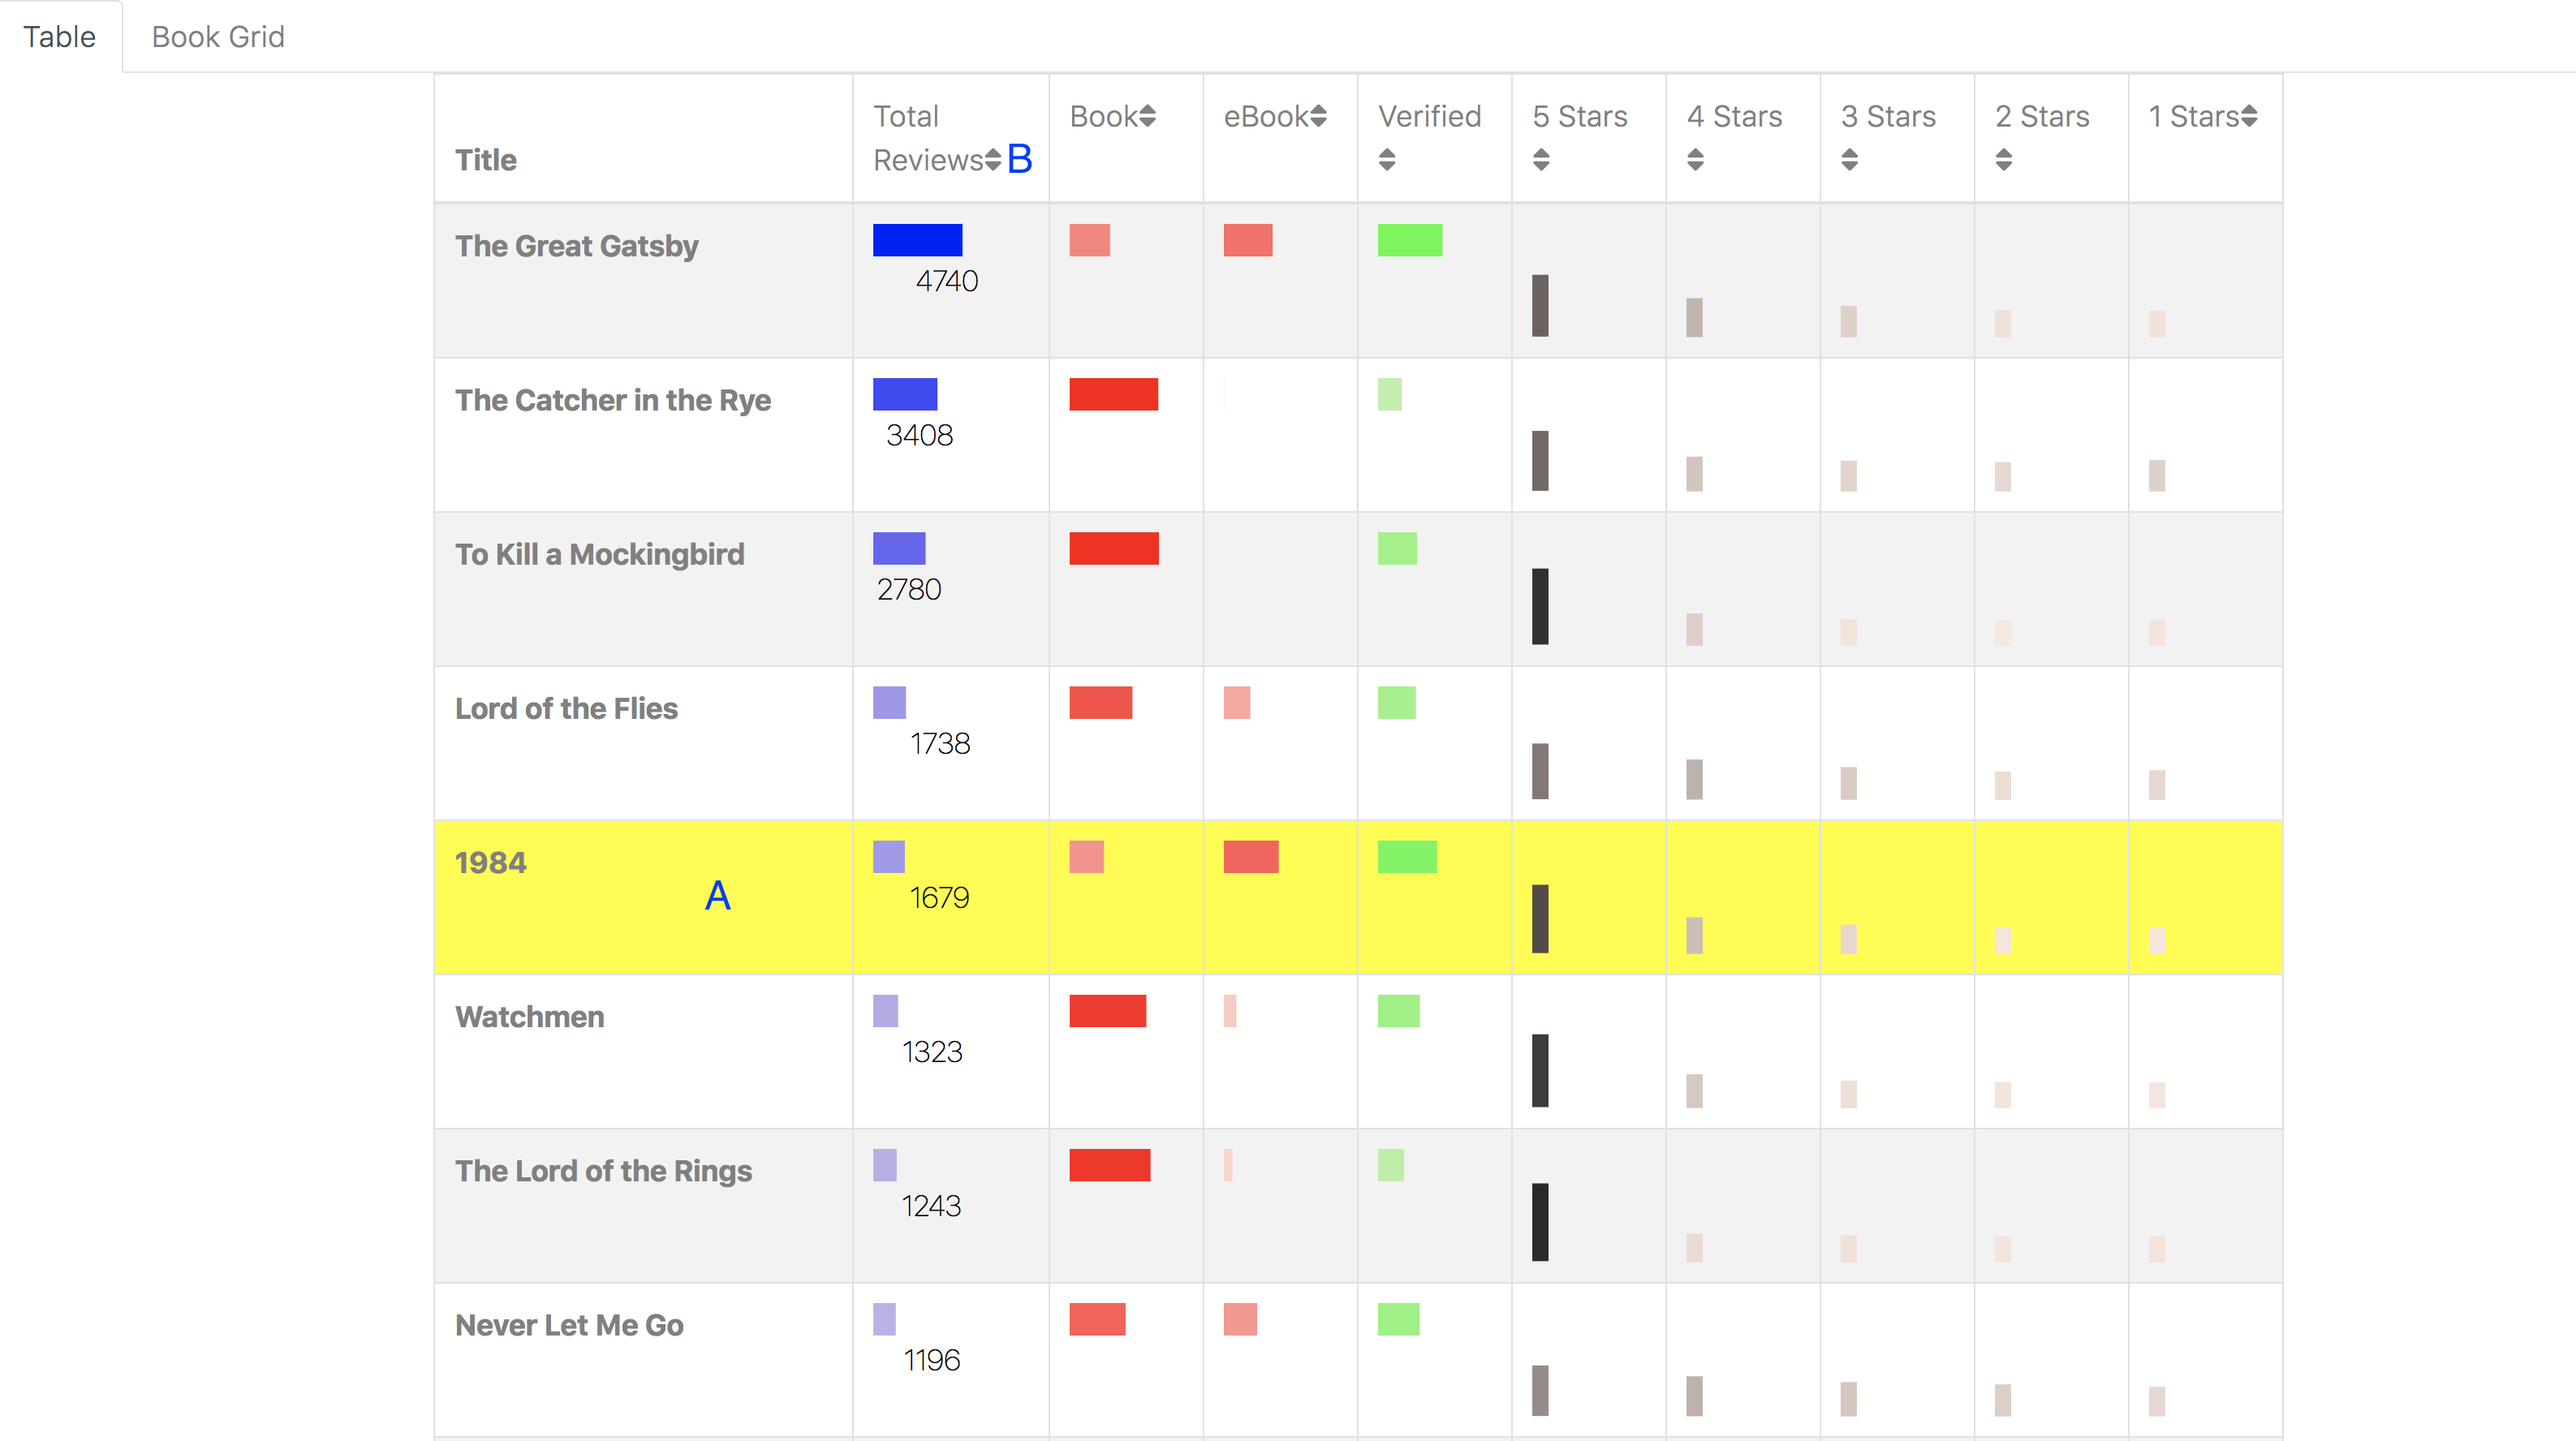 Table Book Grid
Title Total Reviews B Book eBook Verified 5 Stars 4 Stars 3 Stars 2 Stars 1 Stars
The Great Gatsby 4740
The Catcher in the Rye 3408
To Kill a Mockingbird 2780
Lord of the Flies 1738
1984 A 1679
Watchmen 1323
The Lord of the Rings 1243
Never Let Me Go 1196